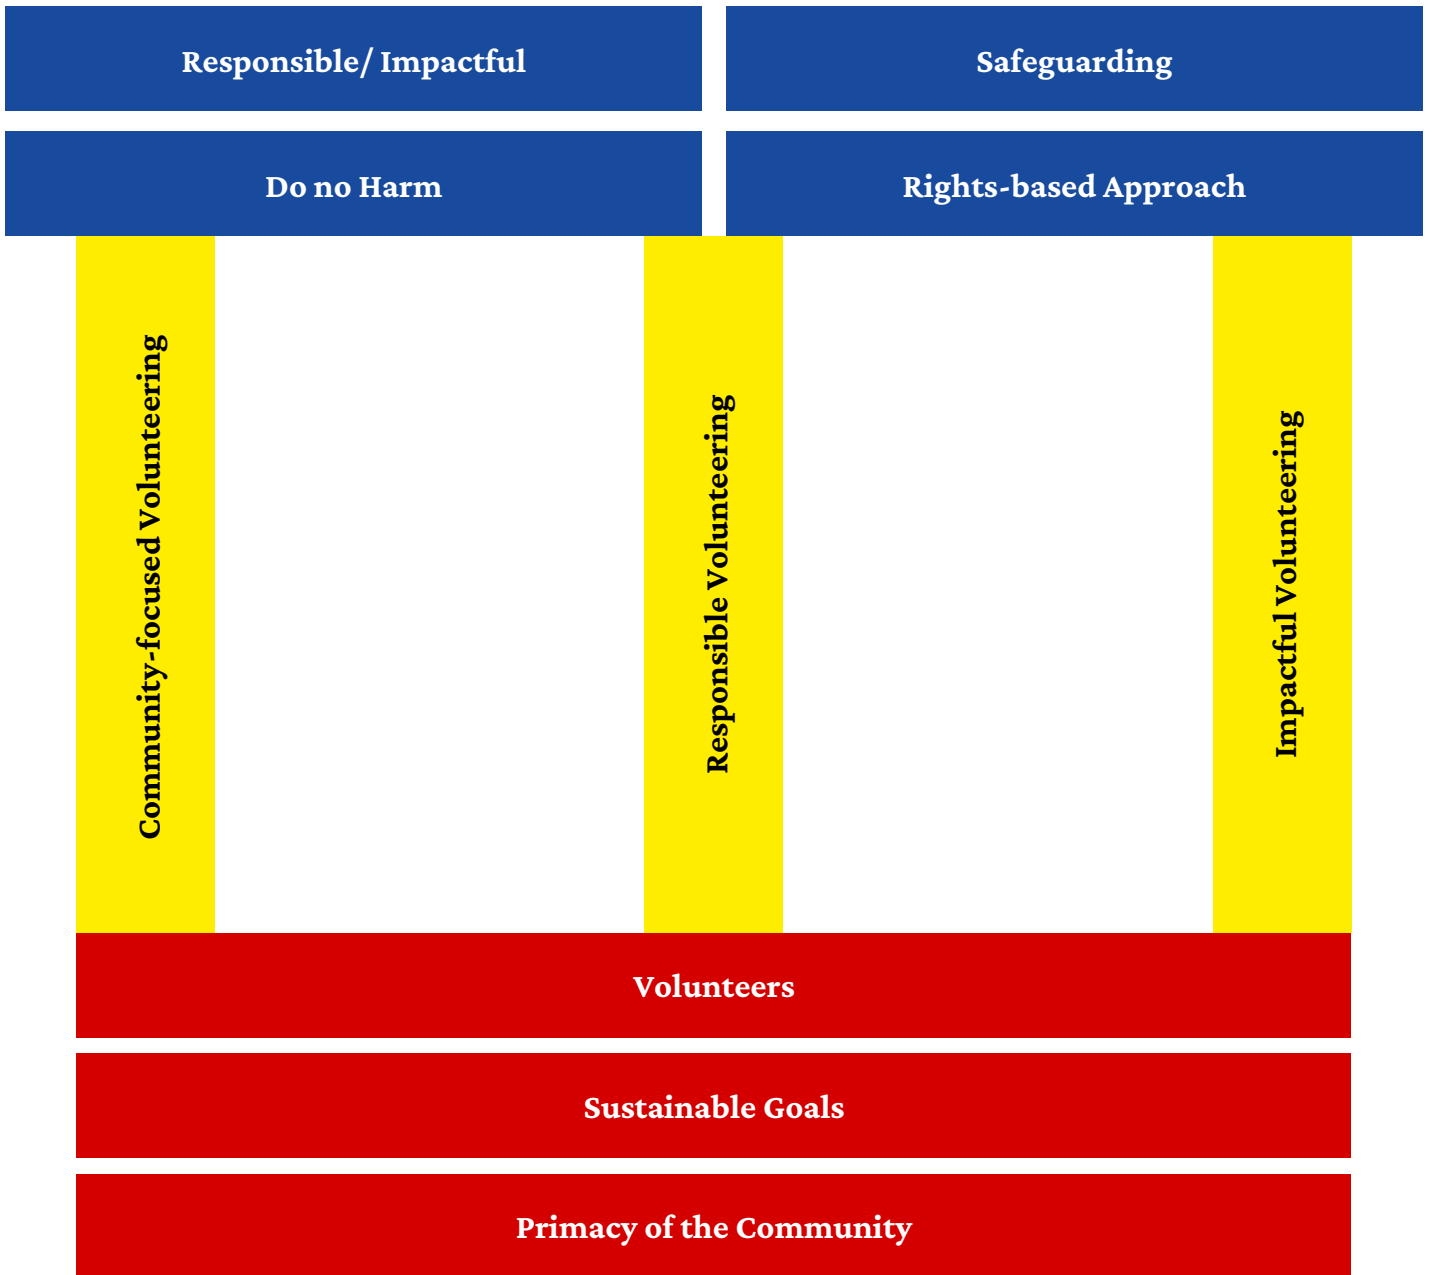 Responsible/ Impactful
Safeguarding
Do no Harm
Rights-based Approach
Community-focused Volunteering
Responsible Volunteering
Impactful Volunteering
Volunteers
Sustainable Goals
Primacy of the Community